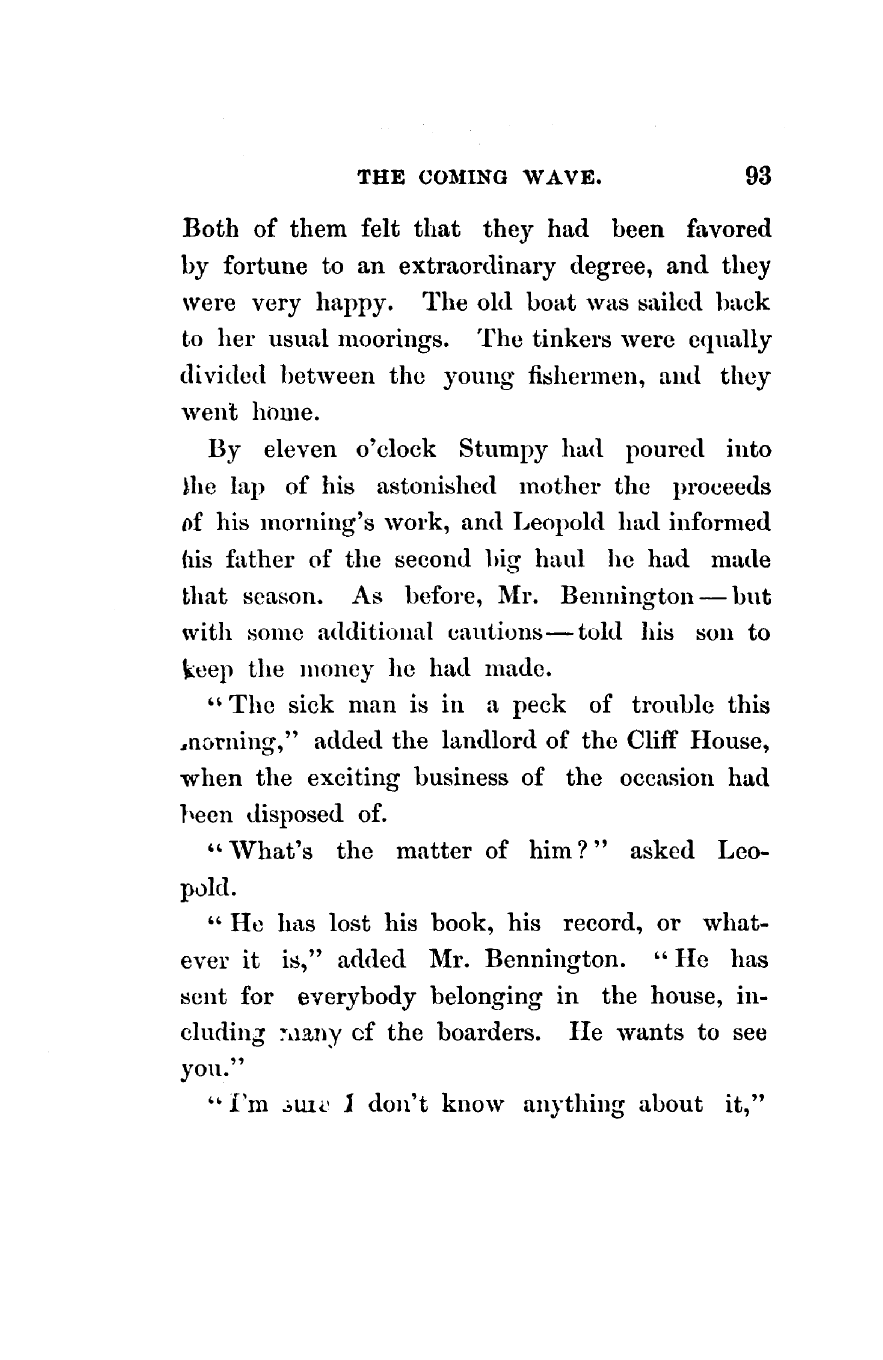 THE COMING WAVE. 93
Both of them felt that they had been favored
by fortune to an extraordinary degree, and they
were very happy. The old boat was sailed back
to her usual moorings. The tinkers were equally
divided between the young fishermen, and they
went home.
By eleven o'clock Stumpy had poured into
the lap of his astonished mother the proceeds
of his morning's work, and Leopold had informed
his father of the second big haul he had made
that season. As before, Mr. Bennington — but
with some additional cautions — told his son to
keep the money he had made.
"The sick man is in a peck of trouble this
morning," added the landlord of the Cliff House,
when the exciting business of the occasion had
been disposed of.
"What's the matter of him?" asked Leo-
pold.
"He has lost his book, his record, or what-
ever it is," added Mr. Bennington. "He has
sent for everybody belonging in the house, in-
cluding many of the boarders. He wants to see
you."
"I'm sure I don't know anything about it,"